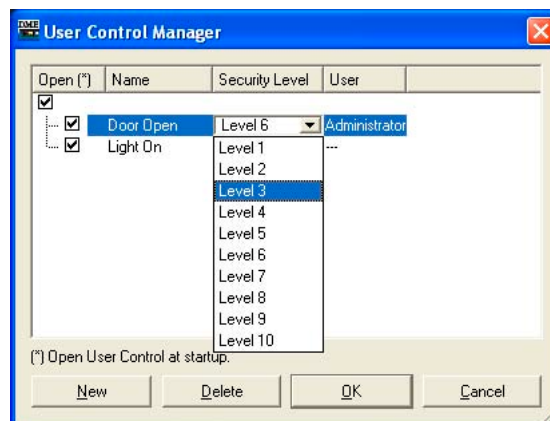 User Control Manager
Open (*) Name Security Level User
Door Open Level 6 Administrator
Light On Level 1 ---
Level 2
Level 3
Level 4
Level 5
Level 6
Level 7
Level 8
Level 9
Level 10
(*) Open User Control at startup.
New Delete OK Cancel